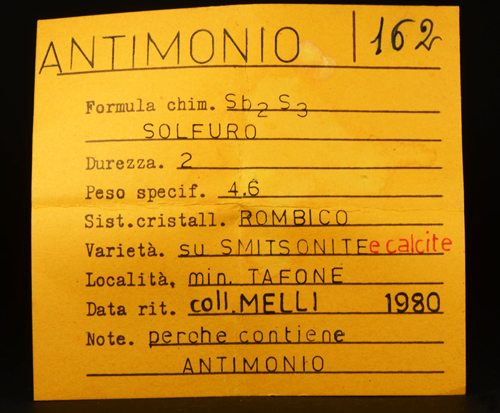 ANTIMONIO 162
Formula chim. Sb2S3
SOLFURO
Durezza. 2
Peso specif. 4.6
Sist.cristall. ROMBICO
Varietà. su SMITSONITE e calcite
Località, min. TAFONE
Data rit. coll. MELLI 1980
Note. perche contiene
ANTIMONIO